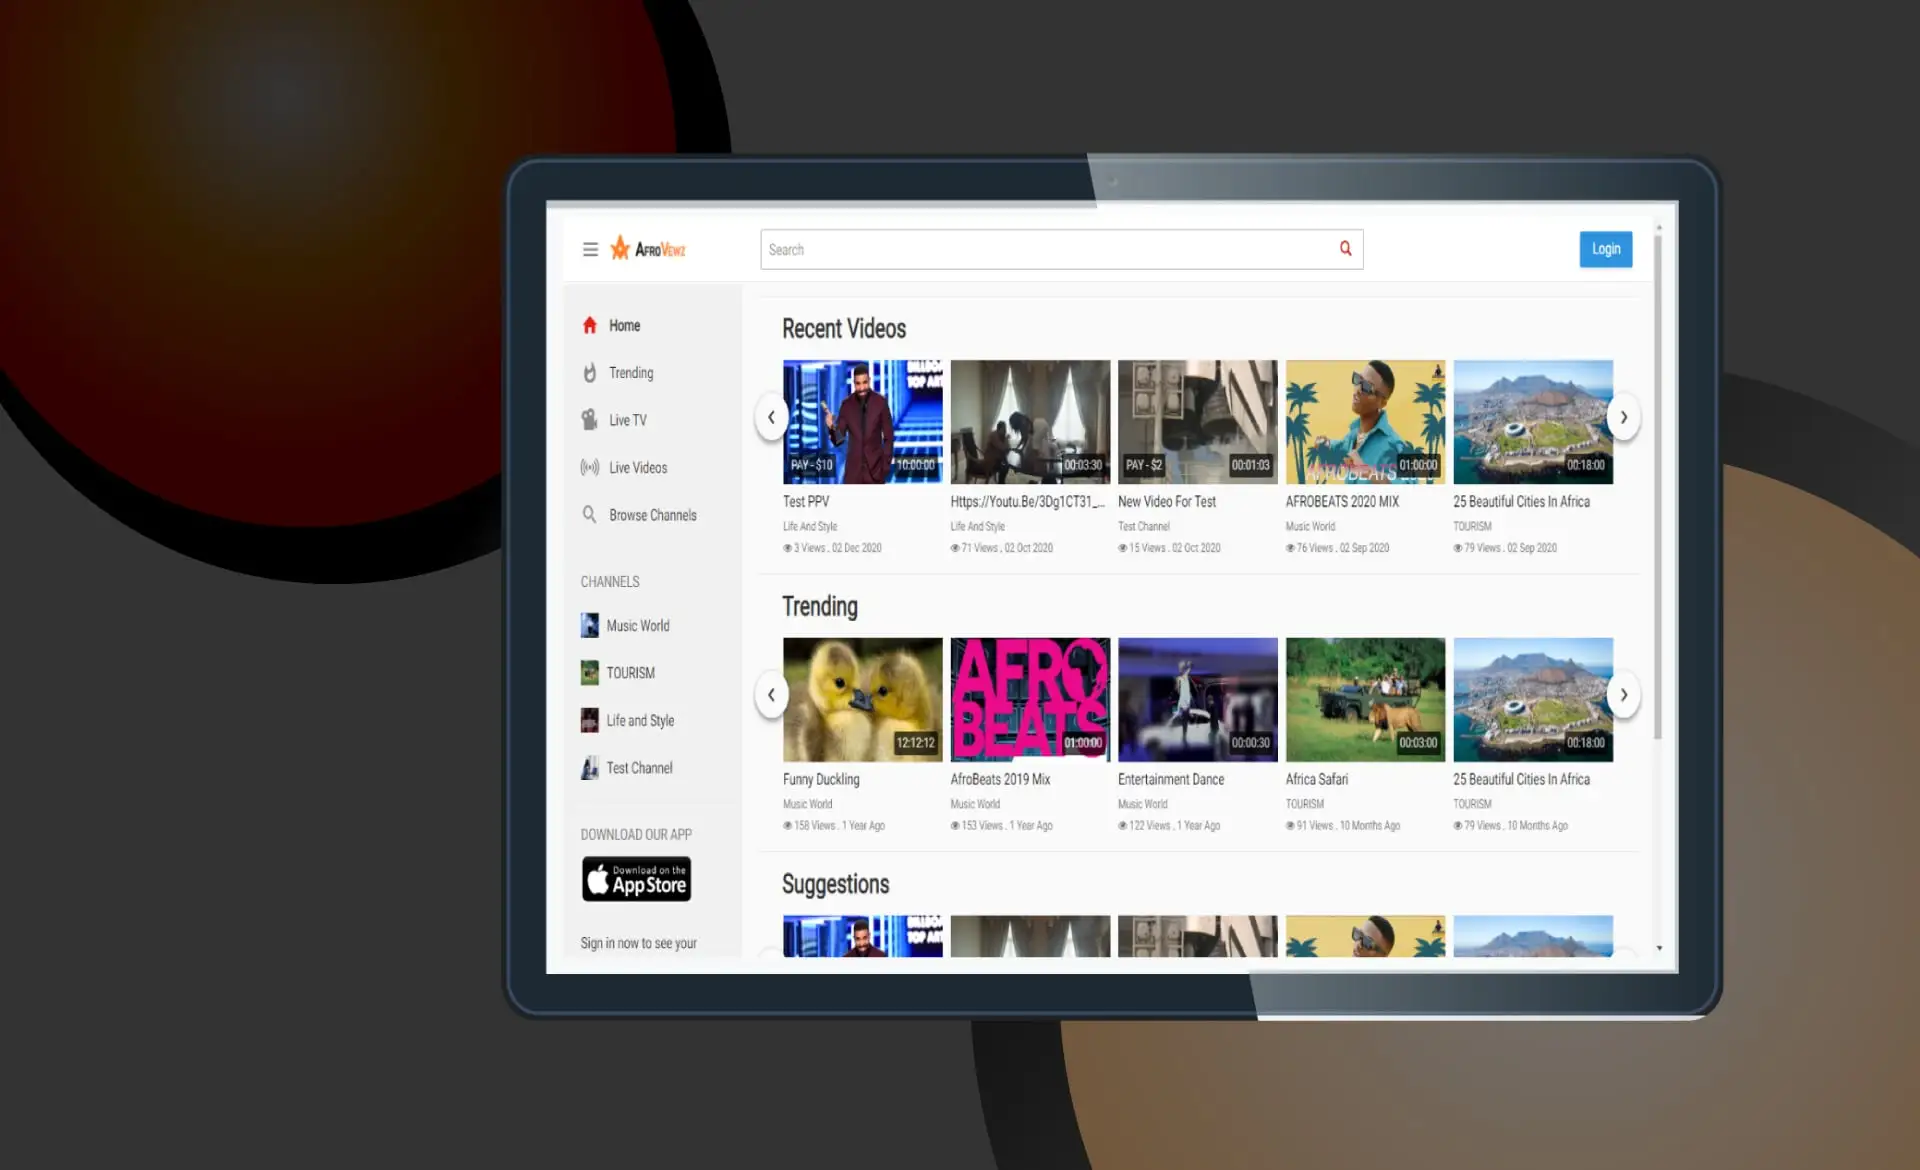 AFROVEWZ
Search
Login
Home
Trending
Live TV
Live Videos
Browse Channels
CHANNELS
Music World
TOURISM
Life and Style
Test Channel
DOWNLOAD OUR APP
Download on the
App Store
Sign in now to see your
Recent Videos
PAY - $10
10:00:00
Test PPV
Life And Style
3 Views . 02 Dec 2020
00:03:30
Https://Youtu.Be/3Dg1CT31_...
Life And Style
71 Views . 02 Oct 2020
PAY - $2
00:01:03
New Video For Test
Test Channel
15 Views . 02 Oct 2020
AFROBEATS
01:00:00
AFROBEATS 2020 MIX
Music World
76 Views . 02 Sep 2020
00:18:00
25 Beautiful Cities In Africa
TOURISM
79 Views . 02 Sep 2020
Trending
12:12:12
Funny Duckling
Music World
158 Views . 1 Year Ago
AFRO
BEATS
01:00:00
AfroBeats 2019 Mix
Music World
153 Views . 1 Year Ago
00:00:30
Entertainment Dance
Music World
122 Views . 1 Year Ago
00:03:00
Africa Safari
TOURISM
91 Views . 10 Months Ago
00:18:00
25 Beautiful Cities In Africa
TOURISM
79 Views . 10 Months Ago
Suggestions